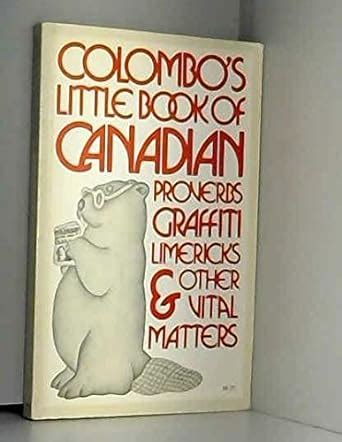 COLOMBO'S
LITTLE BOOK OF
CANADIAN
PROVERBS
GRAFFITI
LIMERICKS
& OTHER
VITAL
MATTERS